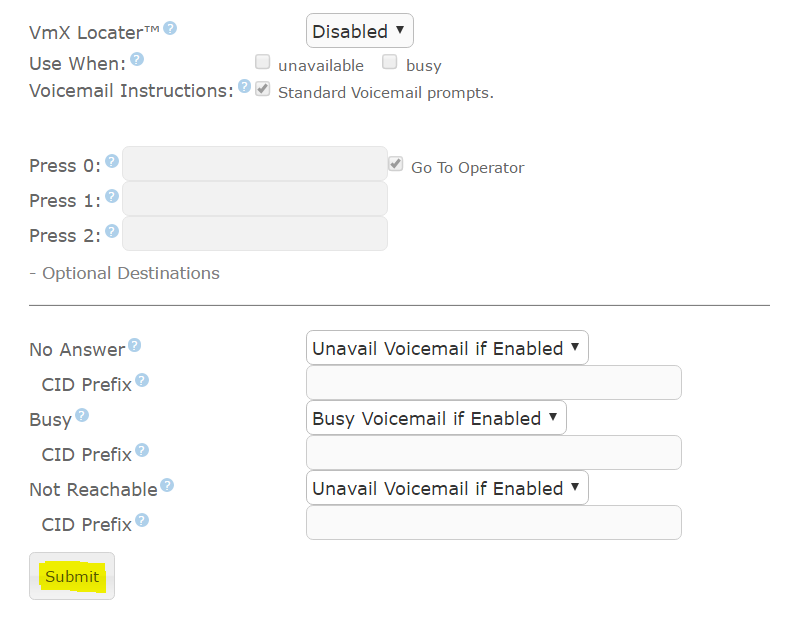 VmX Locater™ ? Disabled
Use When: ? unavailable busy
Voicemail Instructions: ? Standard Voicemail prompts.
Press 0: ? Go To Operator
Press 1: ?
Press 2: ?
- Optional Destinations
No Answer ? Unavail Voicemail if Enabled
CID Prefix ?
Busy ? Busy Voicemail if Enabled
CID Prefix ?
Not Reachable ? Unavail Voicemail if Enabled
CID Prefix ?
Submit